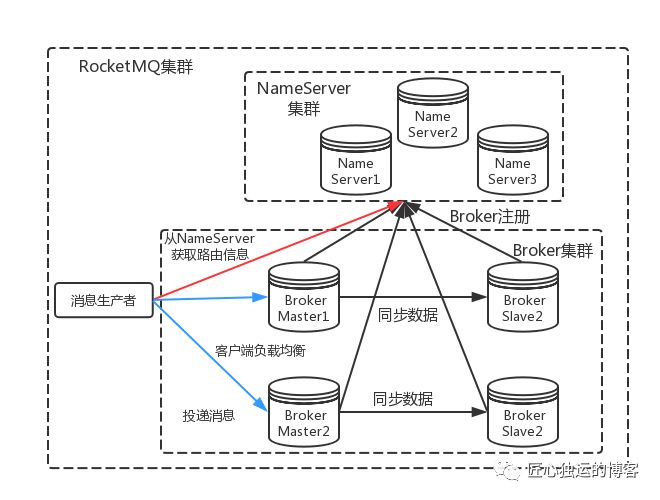 RocketMQ集群
NameServer
集群
Name
Server2
Name
Server1
Name
Server3
Broker注册
从NameServer
获取路由信息
Broker集群
消息生产者
Broker
Master1
同步数据
Broker
Slave2
客户端负载均衡
投递消息
Broker
Master2
同步数据
Broker
Slave2
匠心独运的博客